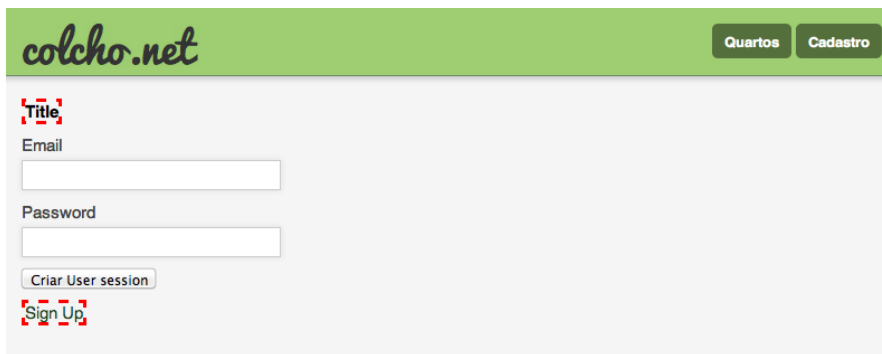 colcho.net
Quartos Cadastro
Title
Email
Password
Criar User session
Sign Up